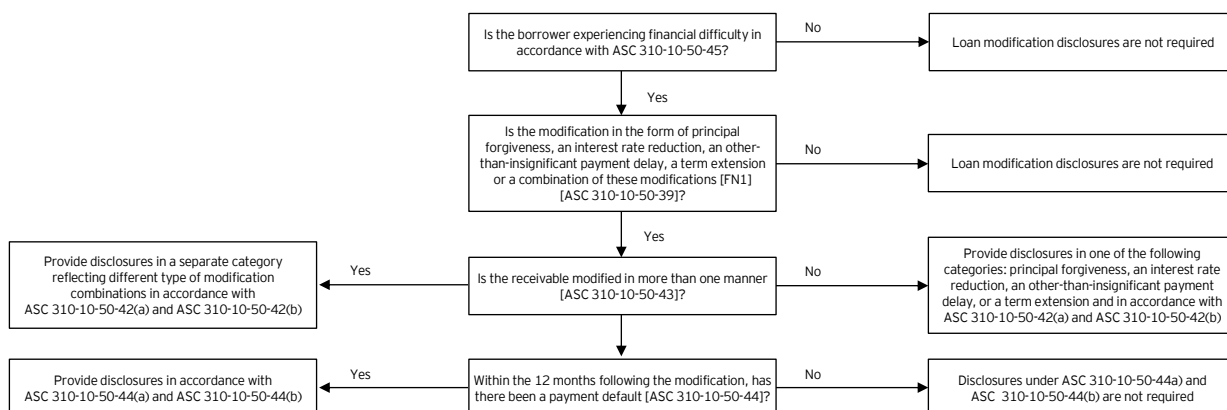 Is the borrower experiencing financial difficulty in
accordance with ASC 310-10-50-45?
No
Loan modification disclosures are not required
Yes
Is the modification in the form of principal
forgiveness, an interest rate reduction, an other-
than-insignificant payment delay, a term extension
or a combination of these modifications [FN1]
[ASC 310-10-50-39]?
No
Loan modification disclosures are not required
Yes
Provide disclosures in a separate category
reflecting different type of modification
combinations in accordance with
ASC 310-10-50-42(a) and ASC 310-10-50-42(b)
Yes
Is the receivable modified in more than one manner
[ASC 310-10-50-43]?
No
Provide disclosures in one of the following
categories: principal forgiveness, an interest rate
reduction, an other-than-insignificant payment
delay, or a term extension and in accordance with
ASC 310-10-50-42(a) and ASC 310-10-50-42(b)
Provide disclosures in accordance with
ASC 310-10-50-44(a) and ASC 310-10-50-44(b)
Yes
Within the 12 months following the modification, has
there been a payment default [ASC 310-10-50-44]?
No
Disclosures under ASC 310-10-50-44a) and
ASC 310-10-50-44(b) are not required